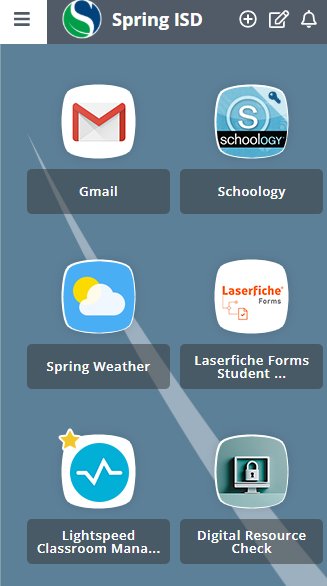 Spring ISD
Gmail
S
schoology®
Schoology
Spring Weather
Laserfiche®
Forms
Laserfiche Forms
Student ...
Lightspeed
Classroom Mana...
Digital Resource
Check